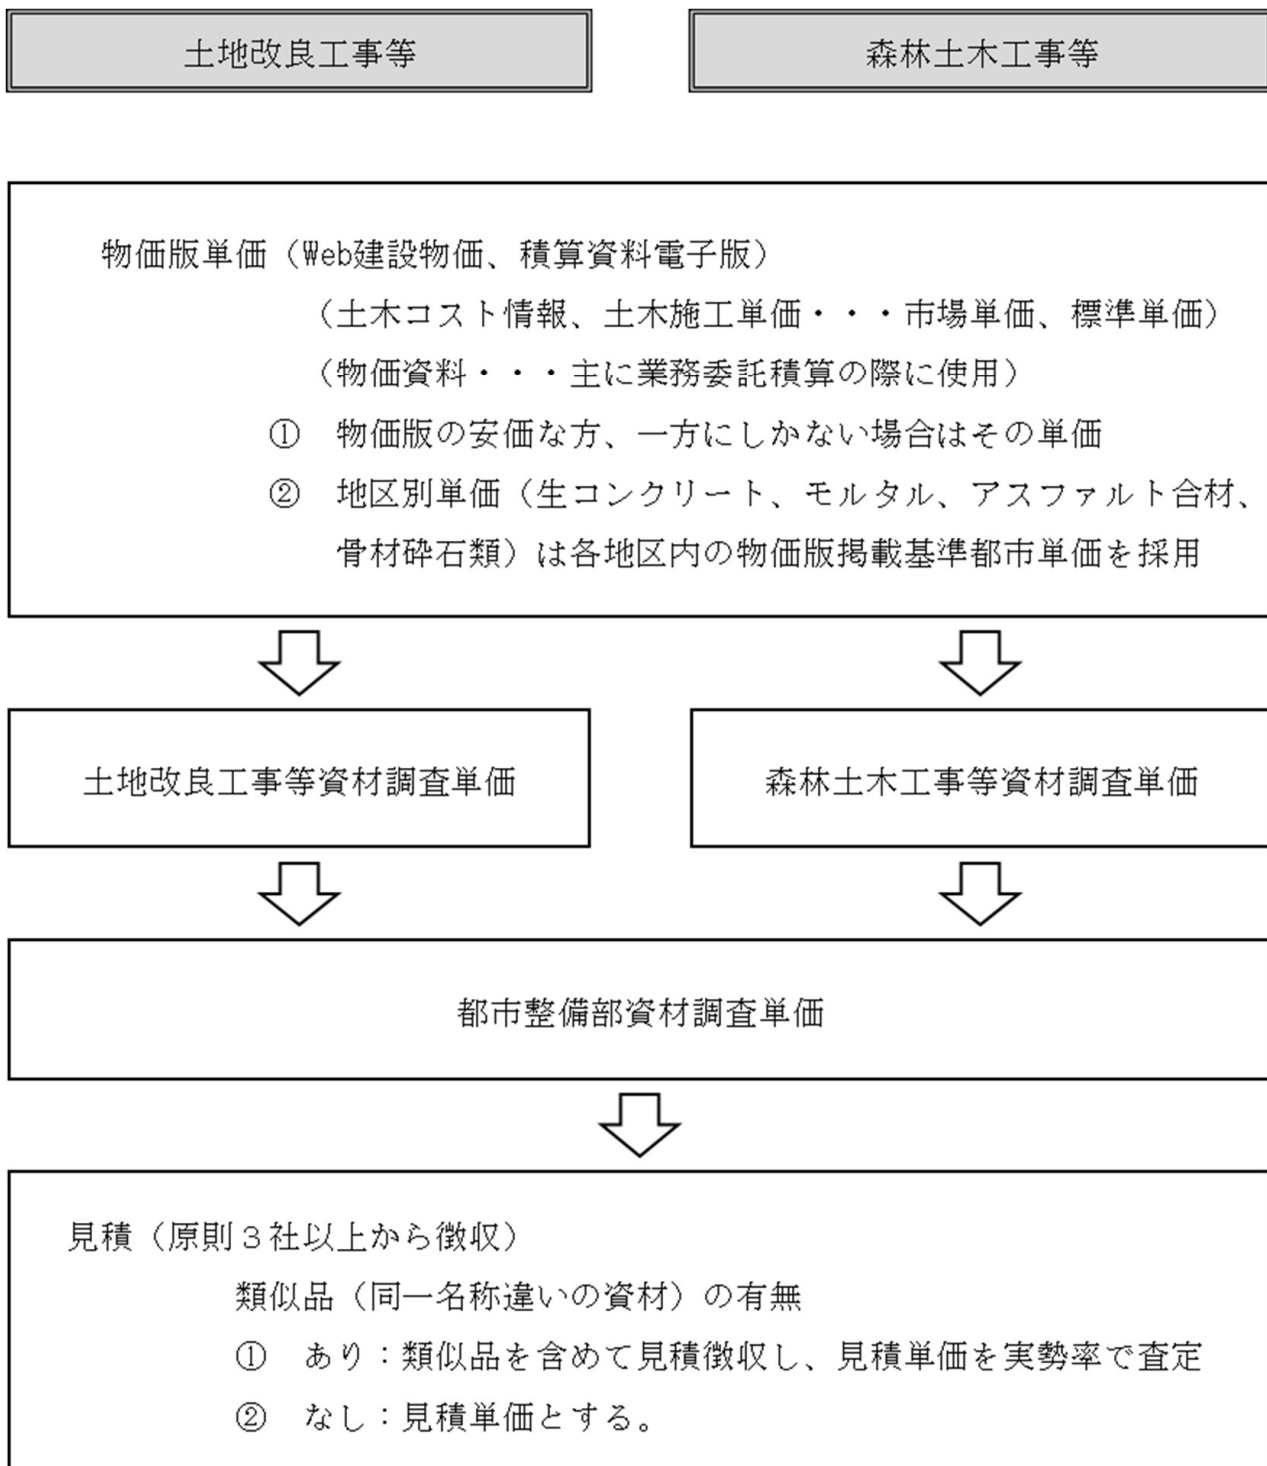 土地改良工事等
森林土木工事等
物価版単価（Web建設物価、積算資料電子版）
（土木コスト情報、土木施工単価・・・市場単価、標準単価）
（物価資料・・・主に業務委託積算の際に使用）
① 物価版の安価な方、一方にしかない場合はその単価
② 地区別単価（生コンクリート、モルタル、アスファルト合材、
骨材砕石類）は各地区内の物価版掲載基準都市単価を採用
土地改良工事等資材調査単価
森林土木工事等資材調査単価
都市整備部資材調査単価
見積（原則３社以上から徴収）
類似品（同一名称違いの資材）の有無
① あり：類似品を含めて見積徴収し、見積単価を実勢率で査定
② なし：見積単価とする。